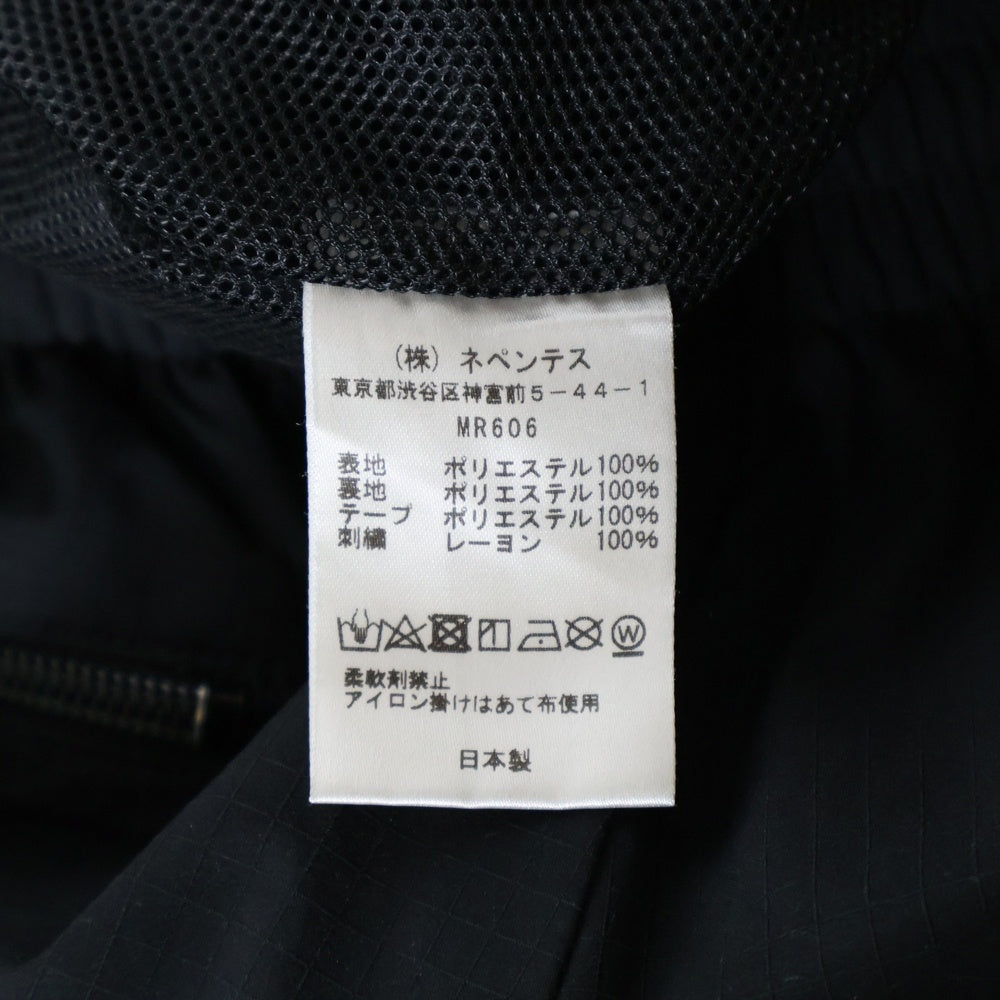 (株) ネペンテス
東京都渋谷区神宮前5-44-1
MR606
表地 ポリエステル100%
裏地 ポリエステル100%
テープ ポリエステル100%
刺繍 レーヨン 100%
W
柔軟剤禁止
アイロン掛けはあて布使用
日本製